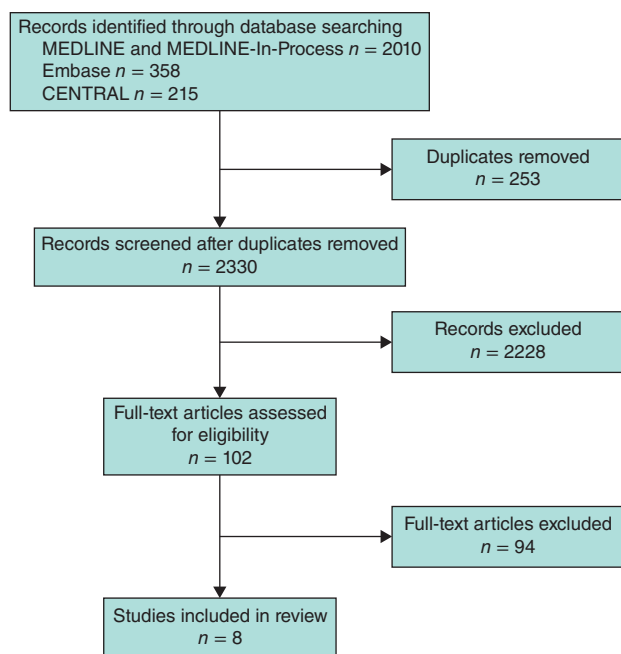 Records identified through database searching
MEDLINE and MEDLINE-In-Process n = 2010
Embase n = 358
CENTRAL n = 215
Duplicates removed
n = 253
Records screened after duplicates removed
n = 2330
Records excluded
n = 2228
Full-text articles assessed
for eligibility
n = 102
Full-text articles excluded
n = 94
Studies included in review
n = 8